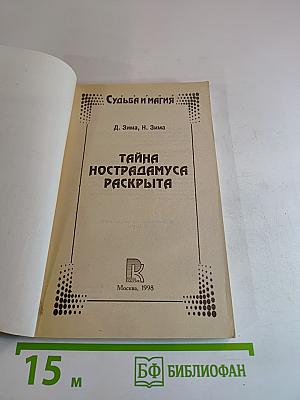 Судьба и магия
Д. Зима, Н. Зима
ТАЙНА
НОСТРАДАМУСА
РАСКРЫТА
Москва, 1998
15 м
БФ БИБЛИОФАН